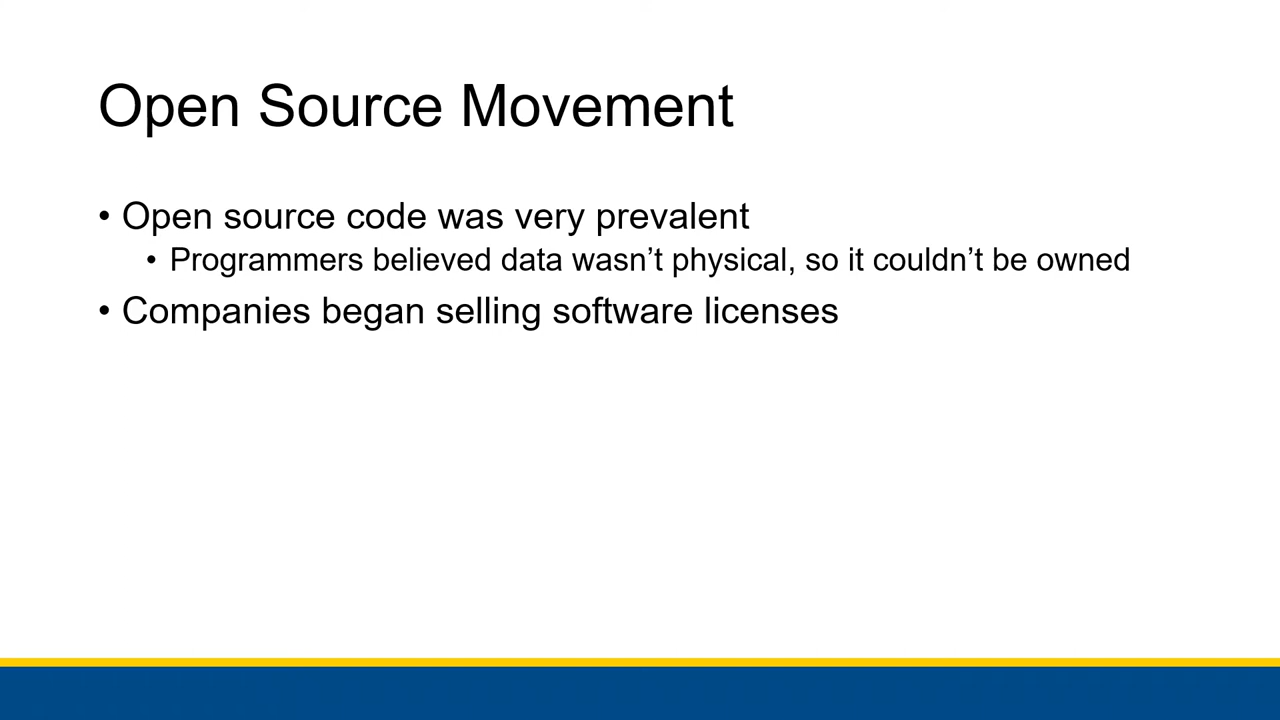 Open Source Movement
• Open source code was very prevalent
• Programmers believed data wasn’t physical, so it couldn’t be owned
• Companies began selling software licenses